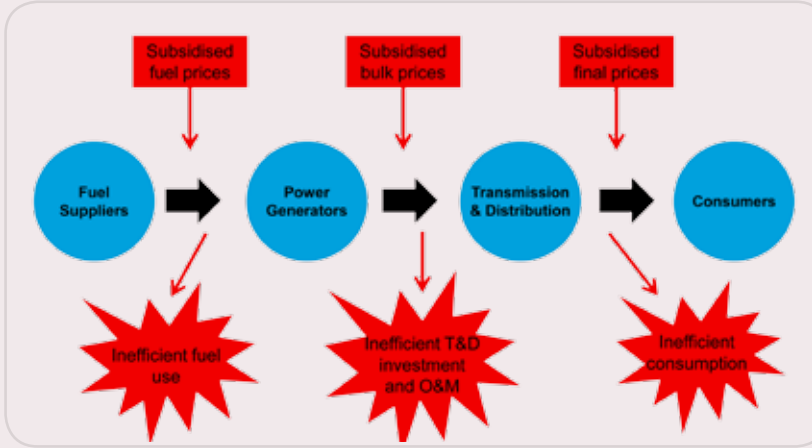 Subsidised
fuel prices
Subsidised
bulk prices
Subsidised
final prices
Fuel
Suppliers
Power
Generators
Transmission
& Distribution
Consumers
Inefficient fuel
use
Inefficient T&D
investment
and O&M
Inefficient
consumption